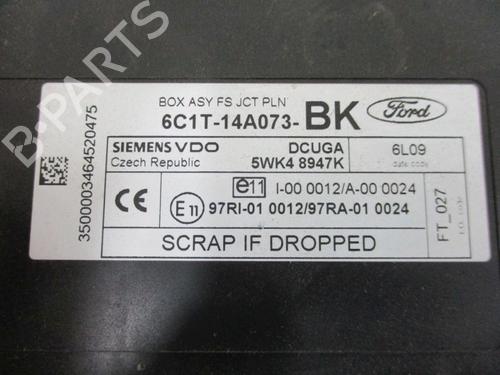 BOX ASY FS JCT PLN
6C1T-14A073-BK
Ford
SIEMENS VDO
Czech Republic
DCUGA
5WK4 8947K
6L09
date code
e11 I-00 0012/A-00 0024
CE
E11 97RI-01 0012/97RA-01 0024
SCRAP IF DROPPED
FT_027
3500003464520475